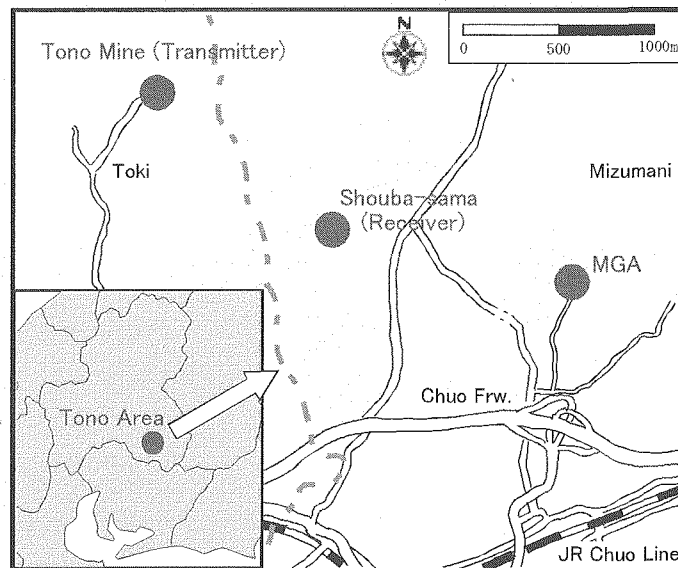 Tono Mine (Transmitter)
N
0 500 1000m
Toki
Shouba-sama
(Receiver)
Mizumani
MGA
Tono Area
Chuo Frw.
JR Chuo Line